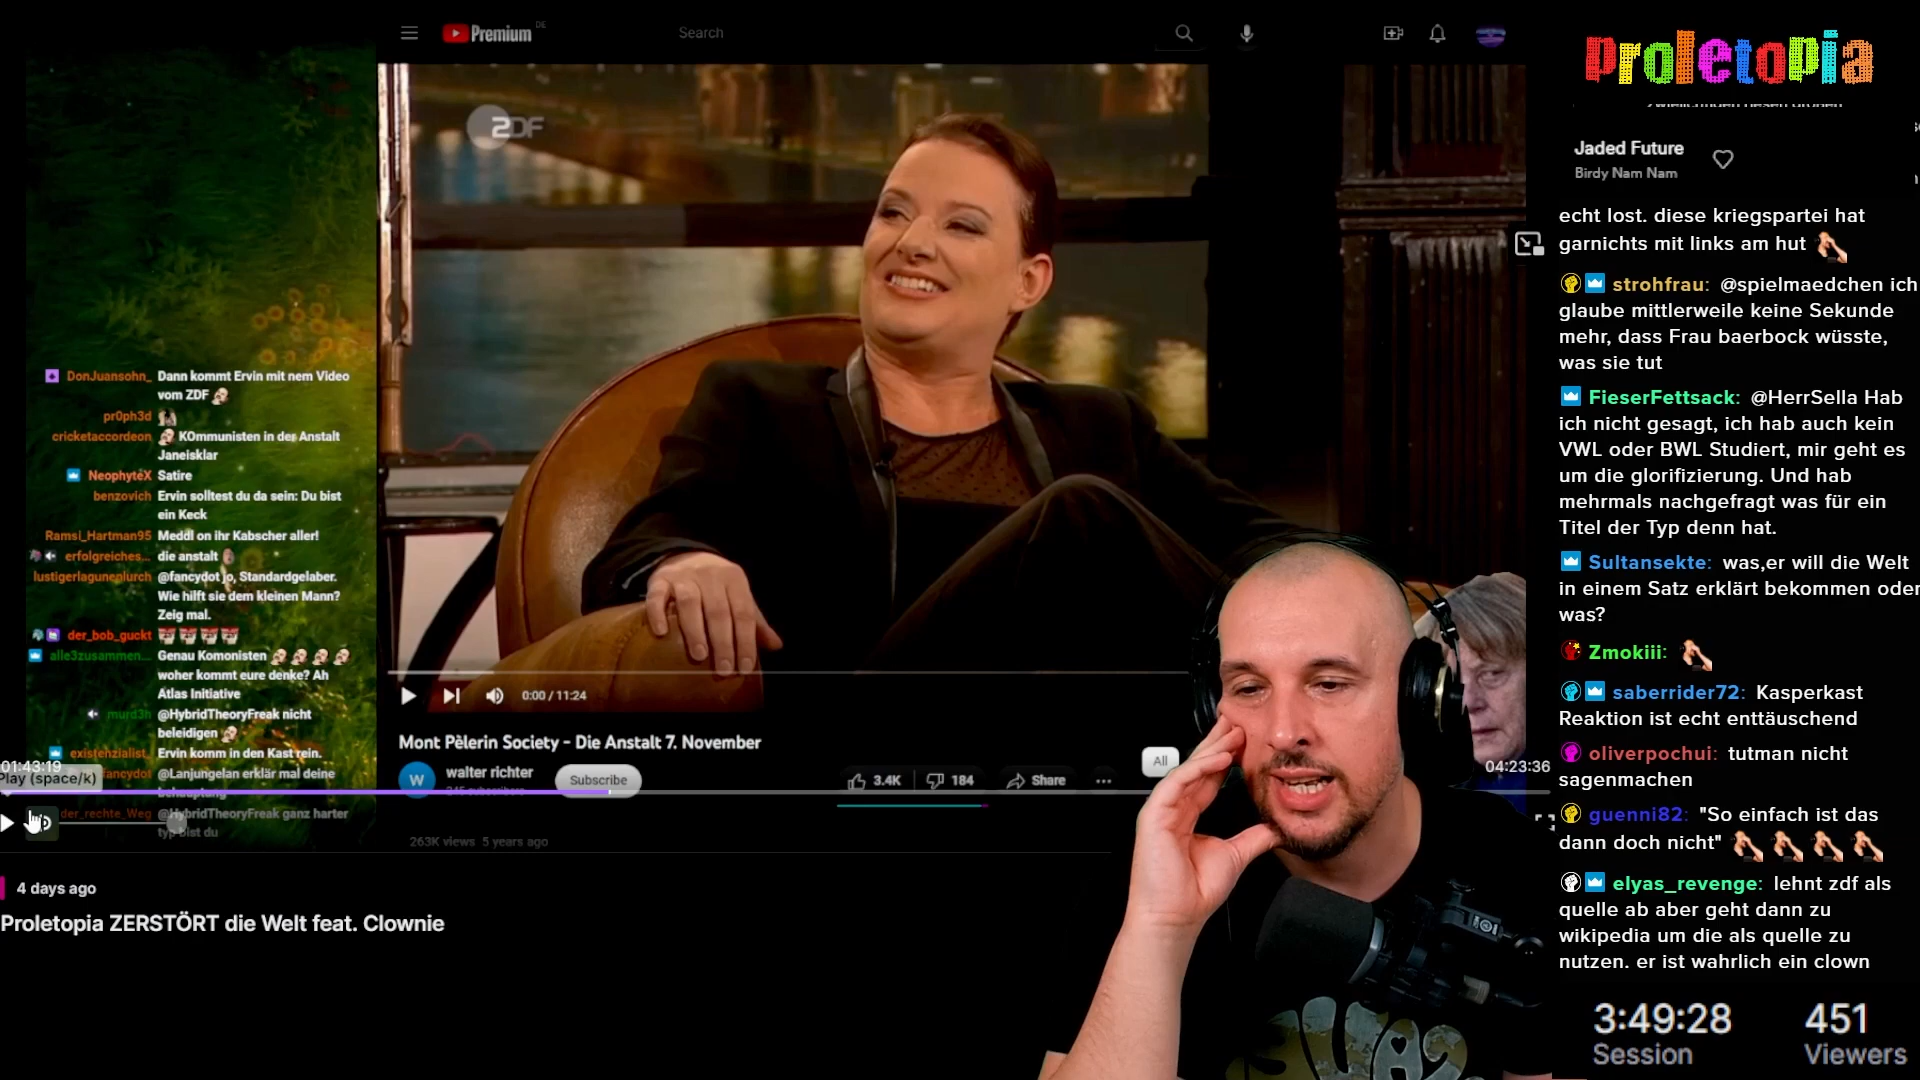 Premium
DE
Search
Proletopia
ZDF
Jaded Future
Birdy Nam Nam
echt lost. diese kriegspartei hat
garnichts mit links am hut
strohfrau: @spielmaedchen ich
glaube mittlerweile keine Sekunde
mehr, dass Frau baerbock wüsste,
was sie tut
FieserFettsack: @HerrSella Hab
ich nicht gesagt, ich hab auch kein
VWL oder BWL Studiert, mir geht es
um die glorifizierung. Und hab
mehrmals nachgefragt was für ein
Titel der Typ denn hat.
Sultansekte: was,er will die Welt
in einem Satz erklärt bekommen oder
was?
Zmokiii:
saberrider72: Kasperkast
Reaktion ist echt enttäuschend
oliverpochui: tutman nicht
sagenmachen
guenni82: "So einfach ist das
dann doch nicht"
elyas_revenge: lehnt zdf als
quelle ab aber geht dann zu
wikipedia um die als quelle zu
nutzen. er ist wahrlich ein clown
3:49:28
Session
451
Viewers
DonJuansohn_ Dann kommt Ervin mit nem Video
vom ZDF
pr0ph3d
cricketaccordeon KOmmunisten in der Anstalt
Janeisklar
NeophyteX Satire
benzovich Ervin solltest du da sein: Du bist
ein Keck
Ramsi_Hartman95 Meddl on ihr Kabscher aller!
erfolgreiches... die anstalt
lustigerlagunenlurch @fancydot jo, Standardgelaber.
Wie hilft sie dem kleinen Mann?
Zeig mal.
der_bob_guckt
alle3zusammen... Genau Komonisten
woher kommt eure denke? Ah
Atlas Initiative
murd3h @HybridTheoryFreak nicht
beleidigen
existenzialist_ Ervin komm in den Kast rein.
fancydot @Lanjungelan erklär mal deine
behauptung
der_rechte_Weg @HybridTheoryFreak ganz harter
typ bist du
01:43:19
Play (space/k)
04:23:36
0:00 / 11:24
Mont Pèlerin Society - Die Anstalt 7. November
W
walter richter
Subscribe
3.4K
184
Share
All
263K views 5 years ago
4 days ago
Proletopia ZERSTÖRT die Welt feat. Clownie